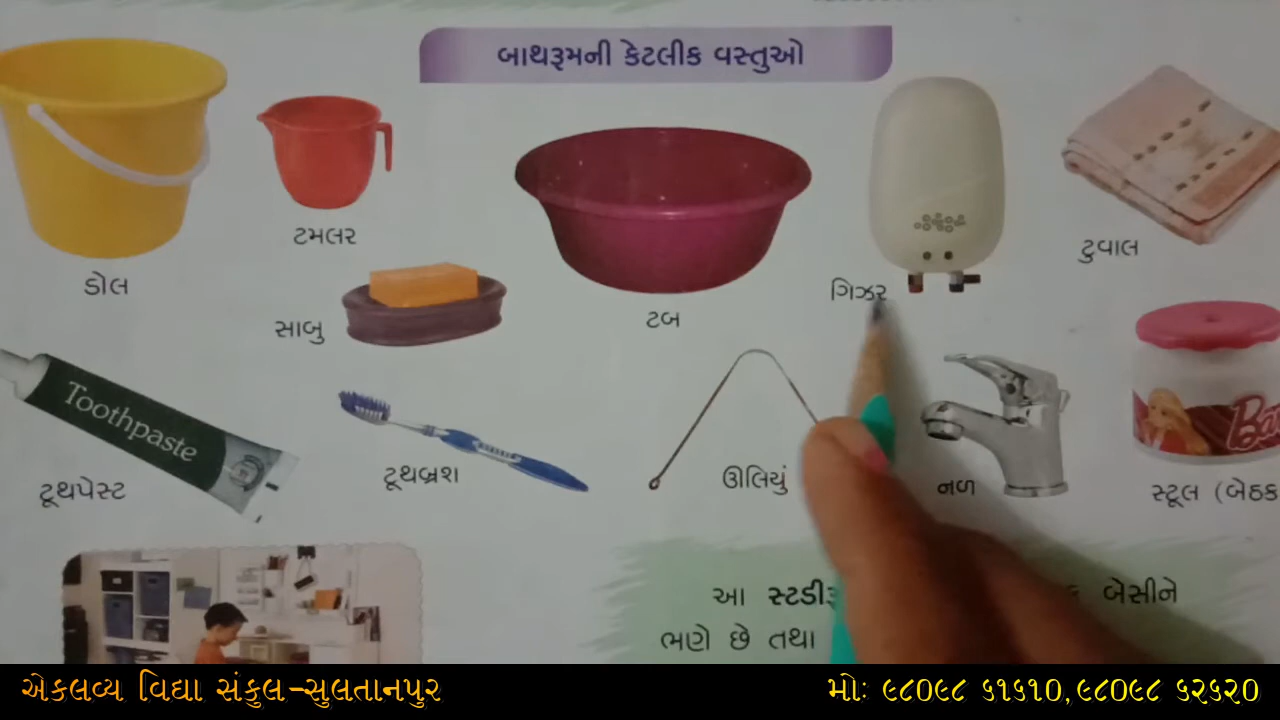 બાથરૂમની કેટલીક વસ્તુઓ
ડોલ
ટમલર
સાબુ
ટબ
ગિઝર
ટુવાલ
Toothpaste
ટૂથપેસ્ટ
ટૂથબ્રશ
ઊલિયું
નળ
સ્ટૂલ (બેઠક
આ
બેસીને
ભણે છે તથા
એકલવ્ય વિદ્યા સંકુલ-સુલતાનપુર
મોઃ ૯૮૦૯૮ ૬૧૬૧૦,૯૮૦૯૮ ૬૨૬૨૦